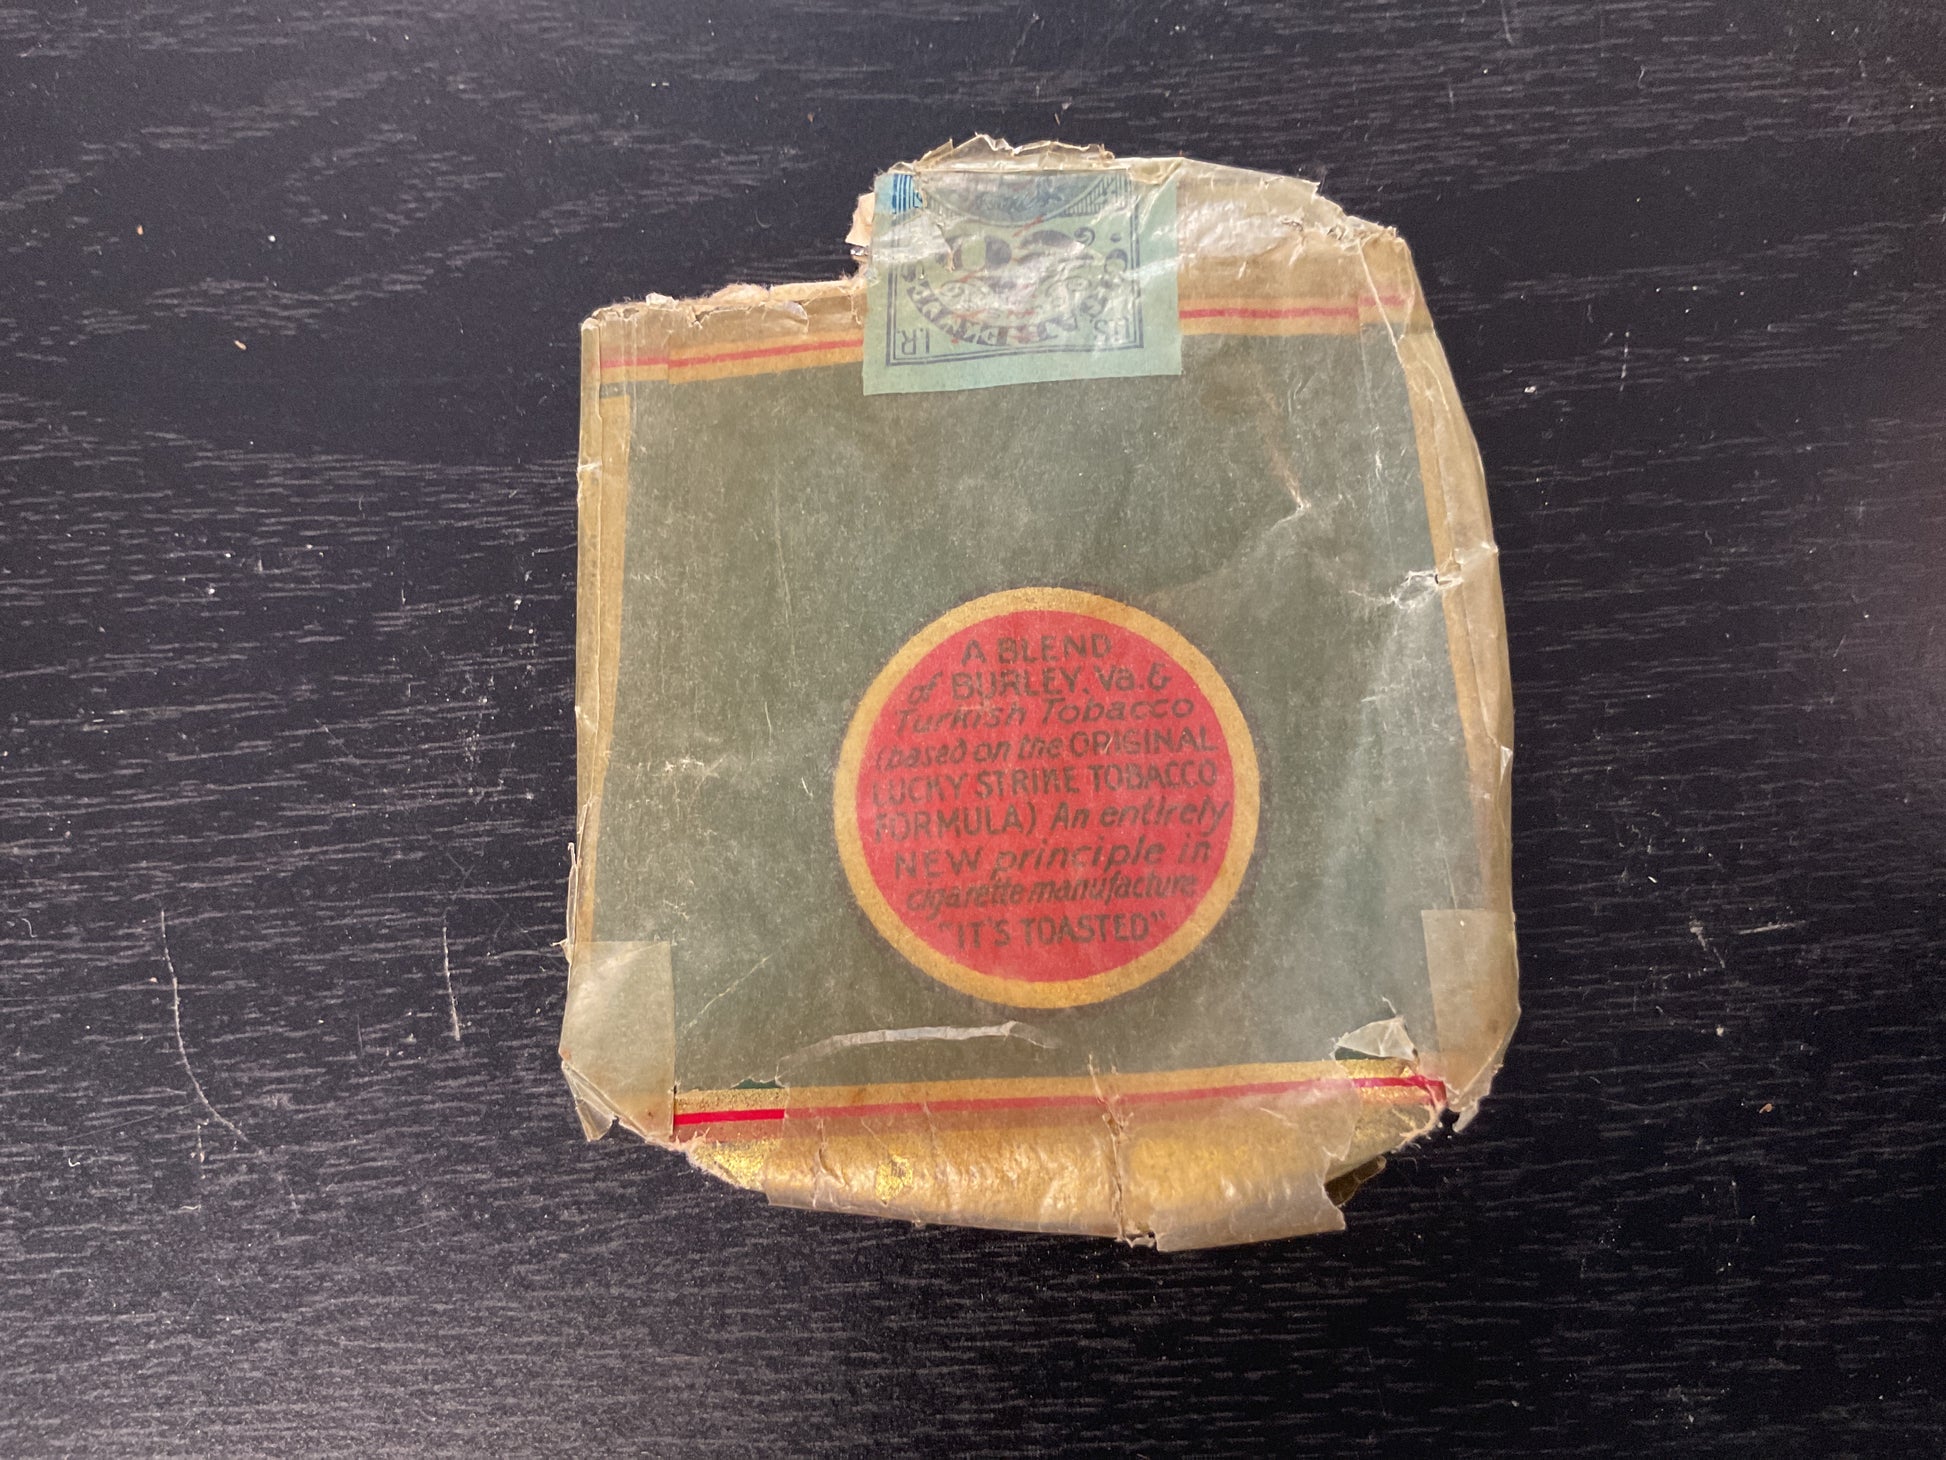 A BLEND
of BURLEY, Va. &
Turkish Tobacco
(based on the ORIGINAL
LUCKY STRIKE TOBACCO
FORMULA) An entirely
NEW principle in
cigarette manufacture
"IT'S TOASTED"